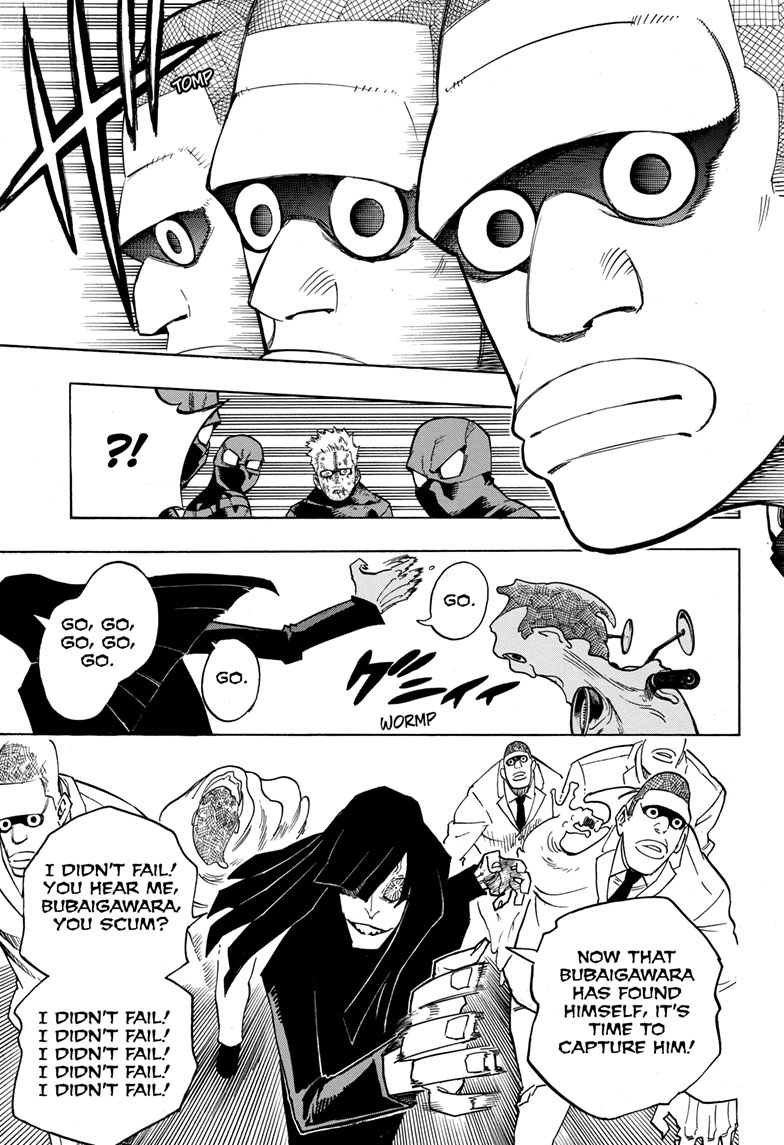 TOMP
?!
GO, GO,
GO, GO,
GO.
GO.
GO.
グシィィ
WORMP
I DIDN'T FAIL!
YOU HEAR ME,
BUBAIGAWARA,
YOU SCUM?
I DIDN'T FAIL!
I DIDN'T FAIL!
I DIDN'T FAIL!
I DIDN'T FAIL!
I DIDN'T FAIL!
NOW THAT
BUBAIGAWARA
HAS FOUND
HIMSELF, IT'S
TIME TO
CAPTURE HIM!